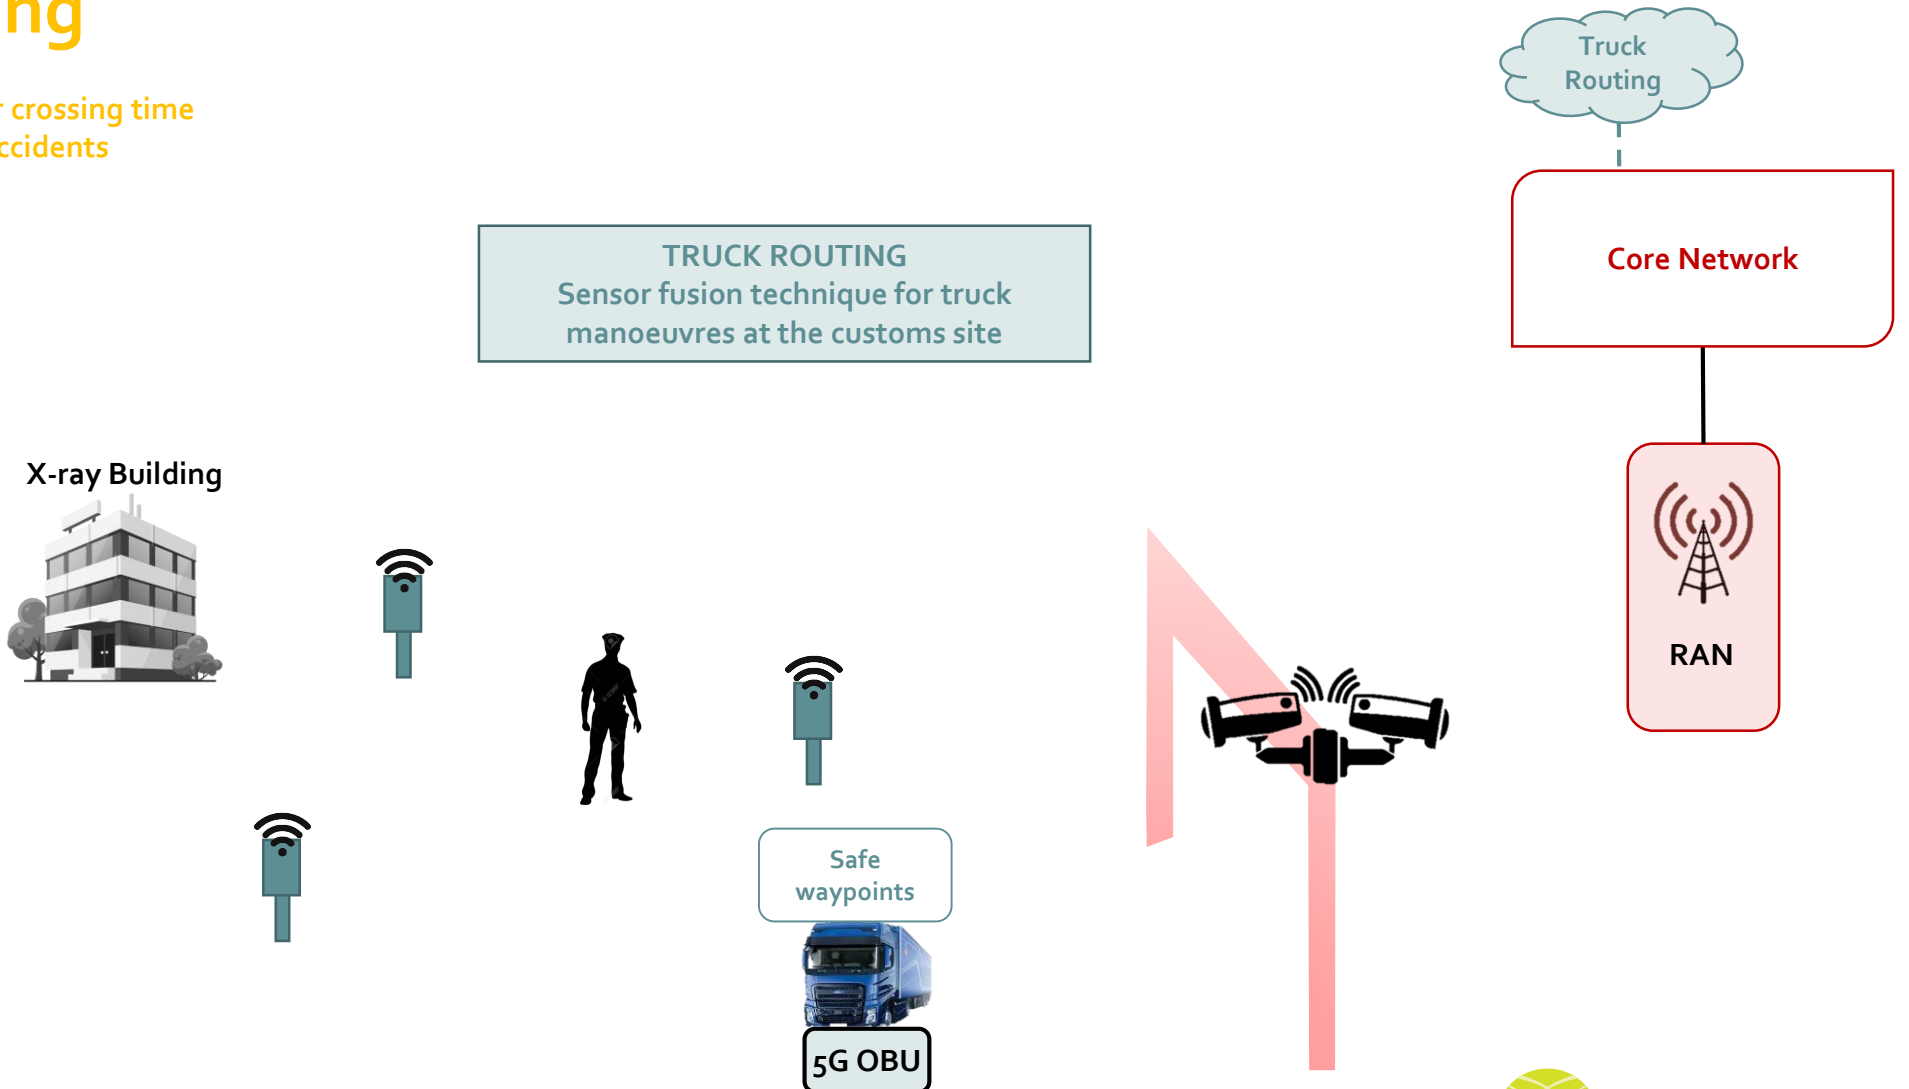 ng
crossing time
ccidents
Truck
Routing
TRUCK ROUTING
Sensor fusion technique for truck
manoeuvres at the customs site
Core Network
X-ray Building
RAN
Safe
waypoints
5G OBU